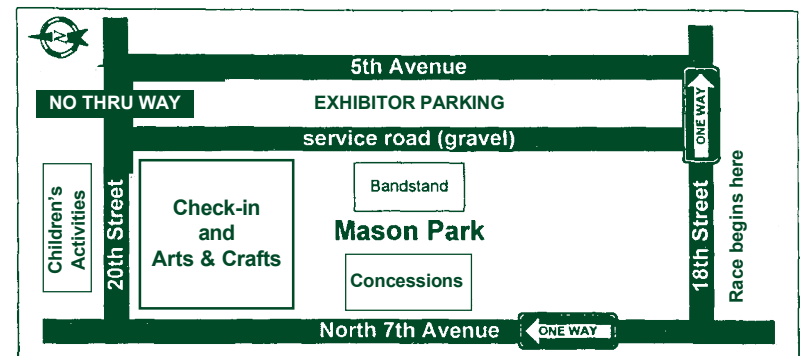 N
5th Avenue
NO THRU WAY
EXHIBITOR PARKING
ONE WAY
service road (gravel)
Children's
Activities
20th Street
Check-in
and
Arts & Crafts
Bandstand
Mason Park
Concessions
18th Street
Race begins here
North 7th Avenue
ONE WAY